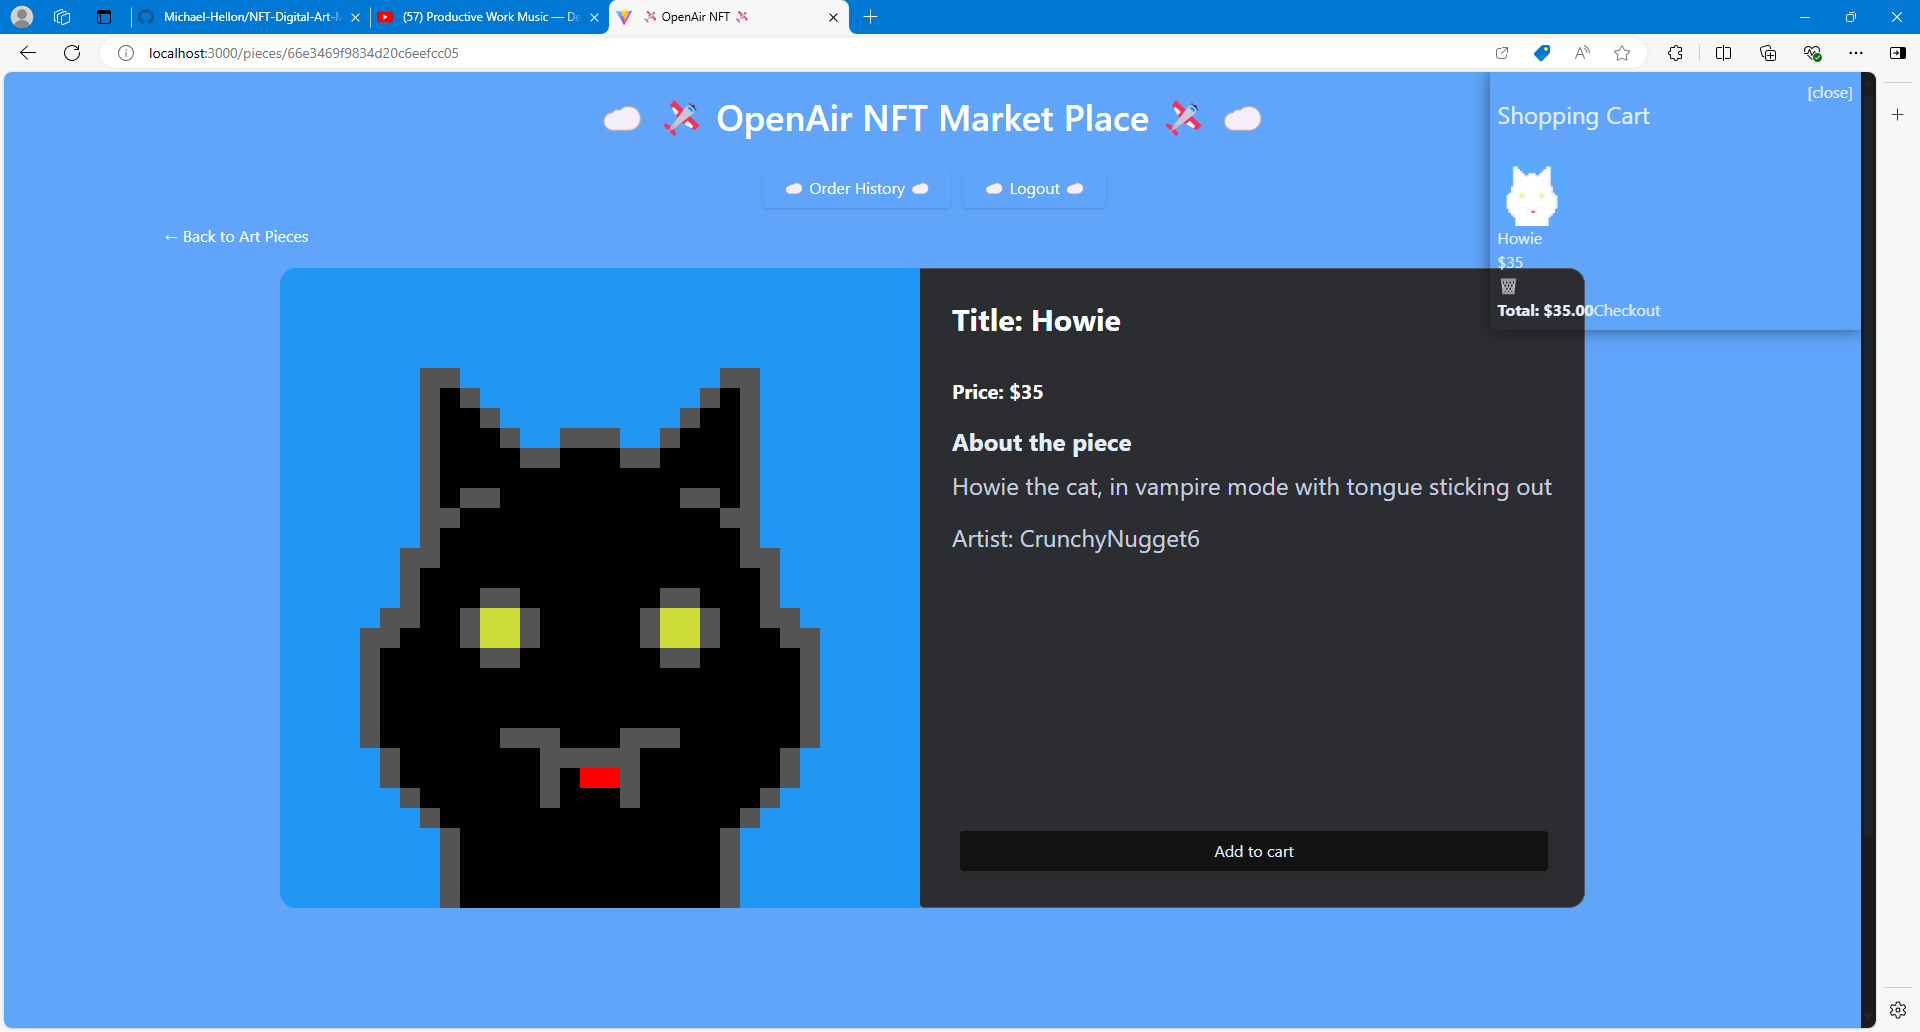 Michael-Hellon/NFT-Digital-Art-
(57) Productive Work Music — De
OpenAir NFT
localhost:3000/pieces/66e3469f9834d20c6eefcc05
OpenAir NFT Market Place
Order History
Logout
← Back to Art Pieces
[close]
Shopping Cart
Howie
$35
Total: $35.00Checkout
Title: Howie
Price: $35
About the piece
Howie the cat, in vampire mode with tongue sticking out
Artist: CrunchyNugget6
Add to cart